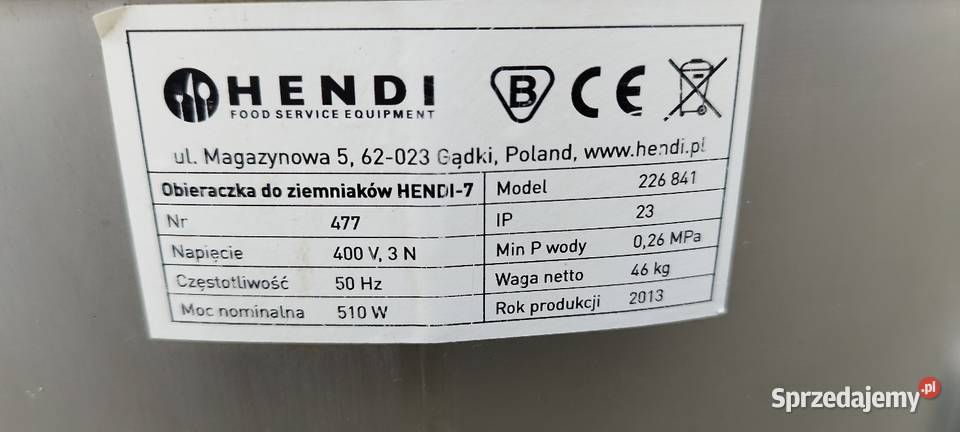 HENDI
FOOD SERVICE EQUIPMENT
B CE
ul. Magazynowa 5, 62-023 Gądki, Poland, www.hendi.pl
Obieraczka do ziemniaków HENDI-7
Nr 477
Napięcie 400 V, 3 N
Częstotliwość 50 Hz
Moc nominalna 510 W
Model 226 841
IP 23
Min P wody 0,26 MPa
Waga netto 46 kg
Rok produkcji 2013
Sprzedajemy.pl